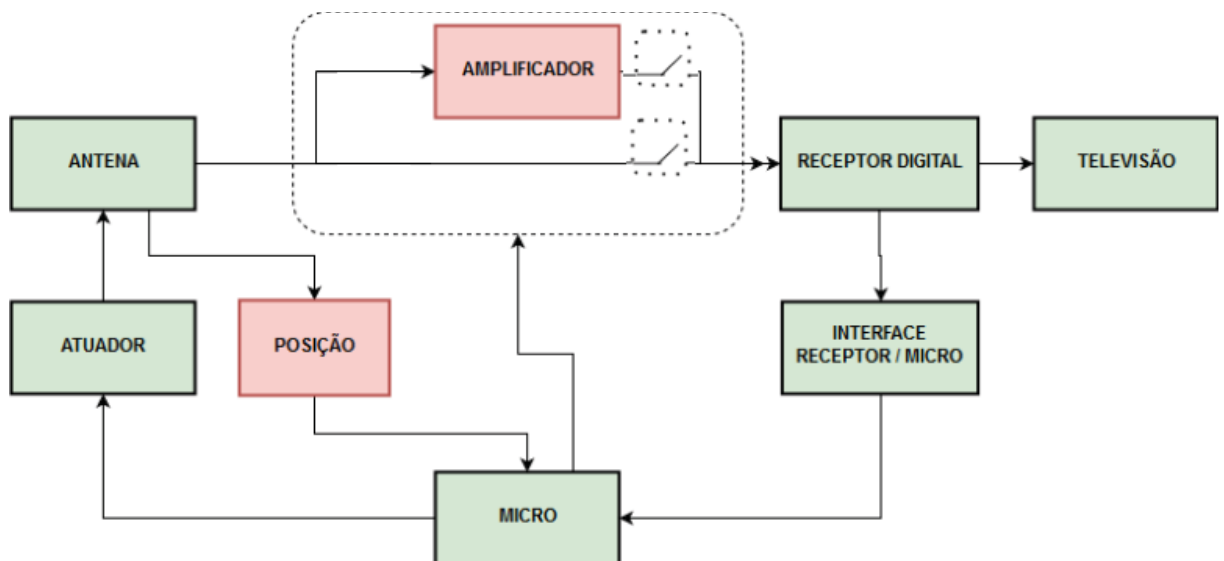 AMPLIFICADOR
ANTENA
RECEPTOR DIGITAL
TELEVISÃO
ATUADOR
POSIÇÃO
INTERFACE
RECEPTOR / MICRO
MICRO